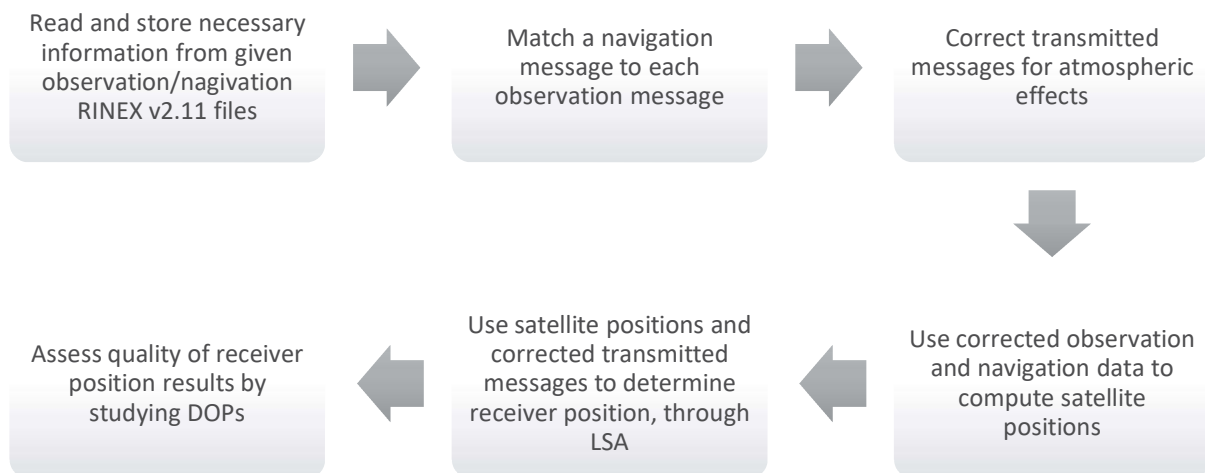 Read and store necessary
information from given
observation/nagivation
RINEX v2.11 files
Match a navigation
message to each
observation message
Correct transmitted
messages for atmospheric
effects
Use corrected observation
and navigation data to
compute satellite
positions
Use satellite positions and
corrected transmitted
messages to determine
receiver position, through
LSA
Assess quality of receiver
position results by
studying DOPs